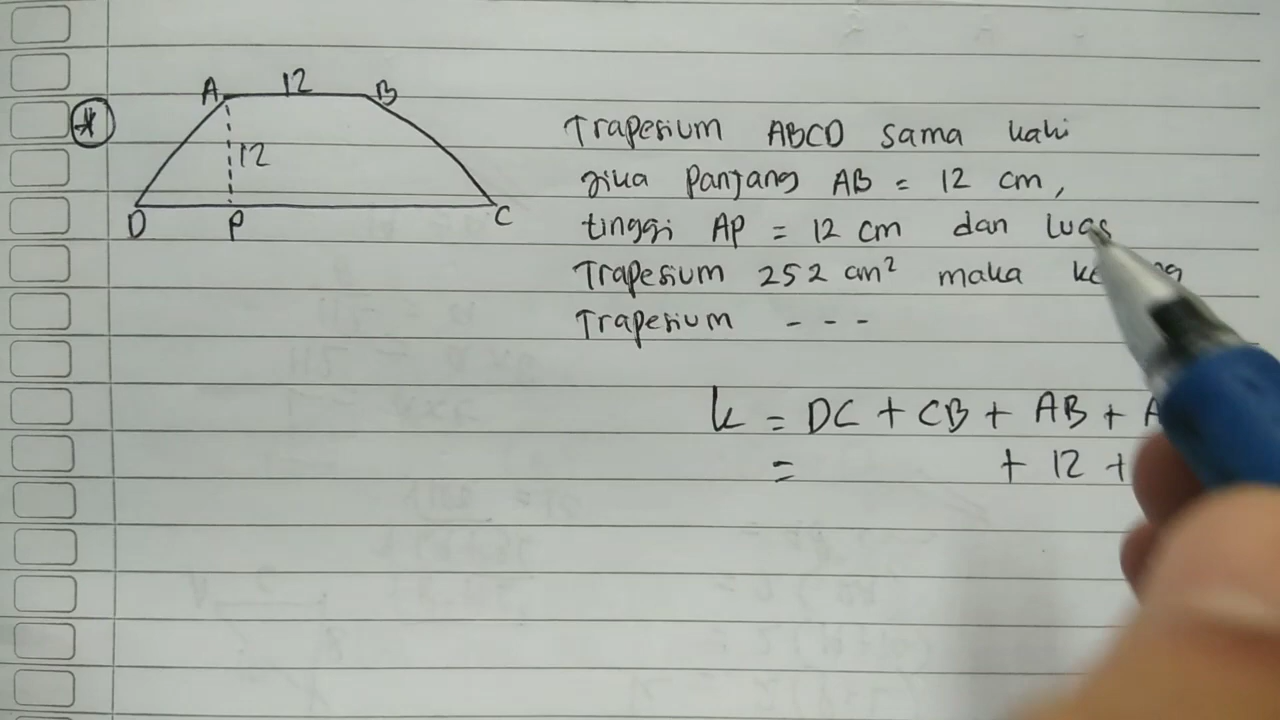 A 12 B
12
D P C
Trapesium ABCD sama kaki
jika panjang AB = 12 cm,
tinggi AP = 12 cm dan luas
Trapesium 252 cm² maka
Trapesium ---
k = DC + CB + AB + A
= + 12 +